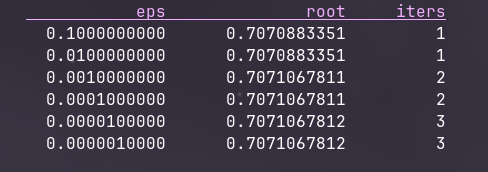 eps root iters
0.1000000000 0.7070883351 1
0.0100000000 0.7070883351 1
0.0010000000 0.7071067811 2
0.0001000000 0.7071067811 2
0.0000100000 0.7071067812 3
0.0000010000 0.7071067812 3